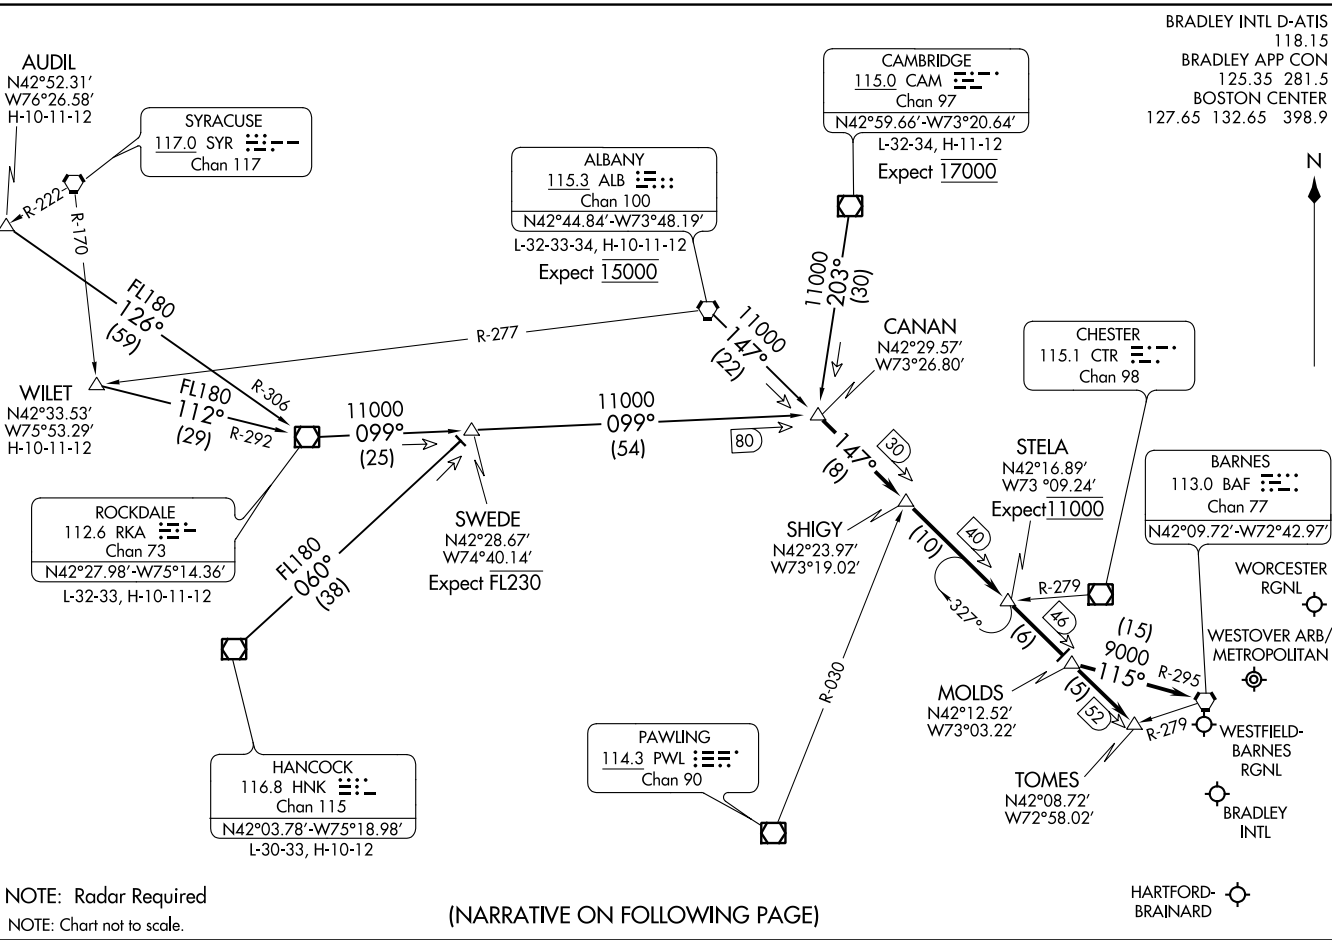 BRADLEY INTL D-ATIS
118.15
BRADLEY APP CON
125.35 281.5
BOSTON CENTER
127.65 132.65 398.9
N
AUDIL
N42°52.31′
W76°26.58′
H-10-11-12
SYRACUSE
117.0 SYR
Chan 117
R-222
R-170
CAMBRIDGE
115.0 CAM
Chan 97
N42°59.66′-W73°20.64′
L-32-34, H-11-12
Expect 17000
ALBANY
115.3 ALB
Chan 100
N42°44.84′-W73°48.19′
L-32-33-34, H-10-11-12
Expect 15000
FL180
126°
(59)
R-306
R-277
11000
147°
(22)
11000
203°
(30)
CANAN
N42°29.57′
W73°26.80′
CHESTER
115.1 CTR
Chan 98
WILET
N42°33.53′
W75°53.29′
H-10-11-12
FL180
112°
(29)
R-292
11000
099°
(25)
11000
099°
(54)
80
147°
(8)
30
STELA
N42°16.89′
W73 °09.24′
Expect 11000
BARNES
113.0 BAF
Chan 77
N42°09.72′-W72°42.97′
ROCKDALE
112.6 RKA
Chan 73
N42°27.98′-W75°14.36′
L-32-33, H-10-11-12
SWEDE
N42°28.67′
W74°40.14′
Expect FL230
FL180
060°
(38)
SHIGY
N42°23.97′
W73°19.02′
(10)
40
R-279
327°
(6)
46
(15)
9000
115°
R-295
WORCESTER
RGNL
WESTOVER ARB/
METROPOLITAN
R-030
MOLDS
N42°12.52′
W73°03.22′
(5)
52
R-279
WESTFIELD-
BARNES
RGNL
HANCOCK
116.8 HNK
Chan 115
N42°03.78′-W75°18.98′
L-30-33, H-10-12
PAWLING
114.3 PWL
Chan 90
TOMES
N42°08.72′
W72°58.02′
BRADLEY
INTL
NOTE: Radar Required
NOTE: Chart not to scale.
(NARRATIVE ON FOLLOWING PAGE)
HARTFORD-
BRAINARD